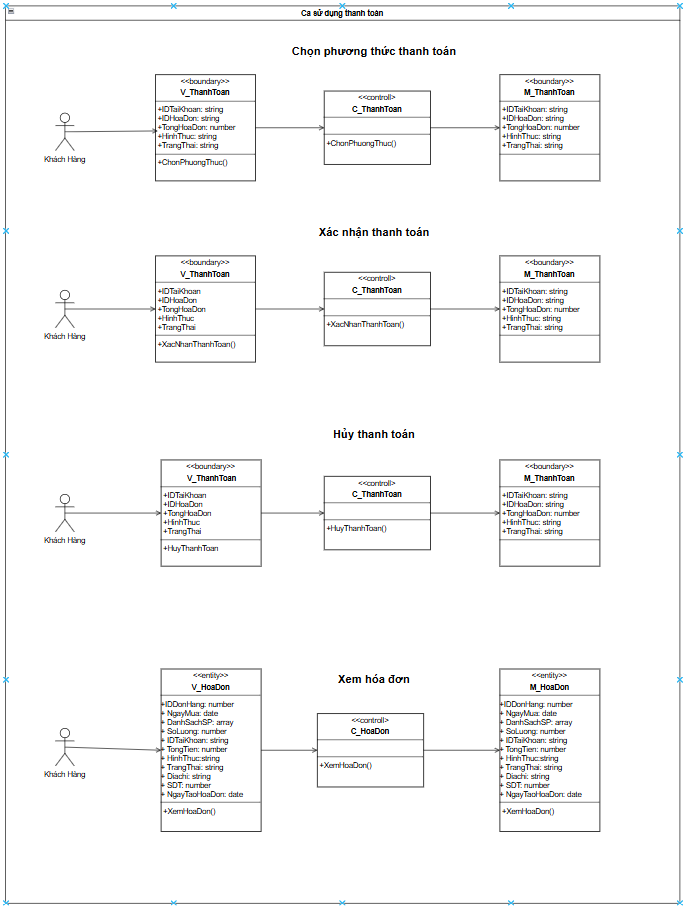 Ca sử dụng thanh toán
Chọn phương thức thanh toán
<<boundary>>
V_ThanhToan
+IDTaiKhoan: string
+IDHoaDon: string
+TongHoaDon: number
+HinhThuc: string
+TrangThai: string
+ChonPhuongThuc()
<<controll>>
C_ThanhToan
+ChonPhuongThuc()
<<boundary>>
M_ThanhToan
+IDTaiKhoan: string
+IDHoaDon: string
+TongHoaDon: number
+HinhThuc: string
+TrangThai: string
Khách Hàng
Xác nhận thanh toán
<<boundary>>
V_ThanhToan
+IDTaiKhoan
+IDHoaDon
+TongHoaDon
+HinhThuc
+TrangThai
+XacNhanThanhToan()
<<controll>>
C_ThanhToan
+XacNhanThanhToan()
<<boundary>>
M_ThanhToan
+IDTaiKhoan: string
+IDHoaDon: string
+TongHoaDon: number
+HinhThuc: string
+TrangThai: string
Khách Hàng
Hủy thanh toán
<<boundary>>
V_ThanhToan
+IDTaiKhoan
+IDHoaDon
+TongHoaDon
+HinhThuc
+TrangThai
+HuyThanhToan
<<controll>>
C_ThanhToan
+HuyThanhToan()
<<boundary>>
M_ThanhToan
+IDTaiKhoan: string
+IDHoaDon: string
+TongHoaDon: number
+HinhThuc: string
+TrangThai: string
Khách Hàng
Xem hóa đơn
<<entity>>
V_HoaDon
+IDDonHang: number
+ NgayMua: date
+ DanhSachSP: array
+ SoLuong: number
+ IDTaiKhoan: string
+ TongTien: number
+ HinhThuc:string
+ TrangThai: string
+ Diachi: string
+ SDT: number
+ NgayTaoHoaDon: date
+XemHoaDon()
<<controll>>
C_HoaDon
+XemHoaDon()
<<entity>>
M_HoaDon
+IDDonHang: number
+ NgayMua: date
+ DanhSachSP: array
+ SoLuong: number
+ IDTaiKhoan: string
+ TongTien: number
+ HinhThuc:string
+ TrangThai: string
+ Diachi: string
+ SDT: number
+ NgayTaoHoaDon: date
+XemHoaDon()
Khách Hàng